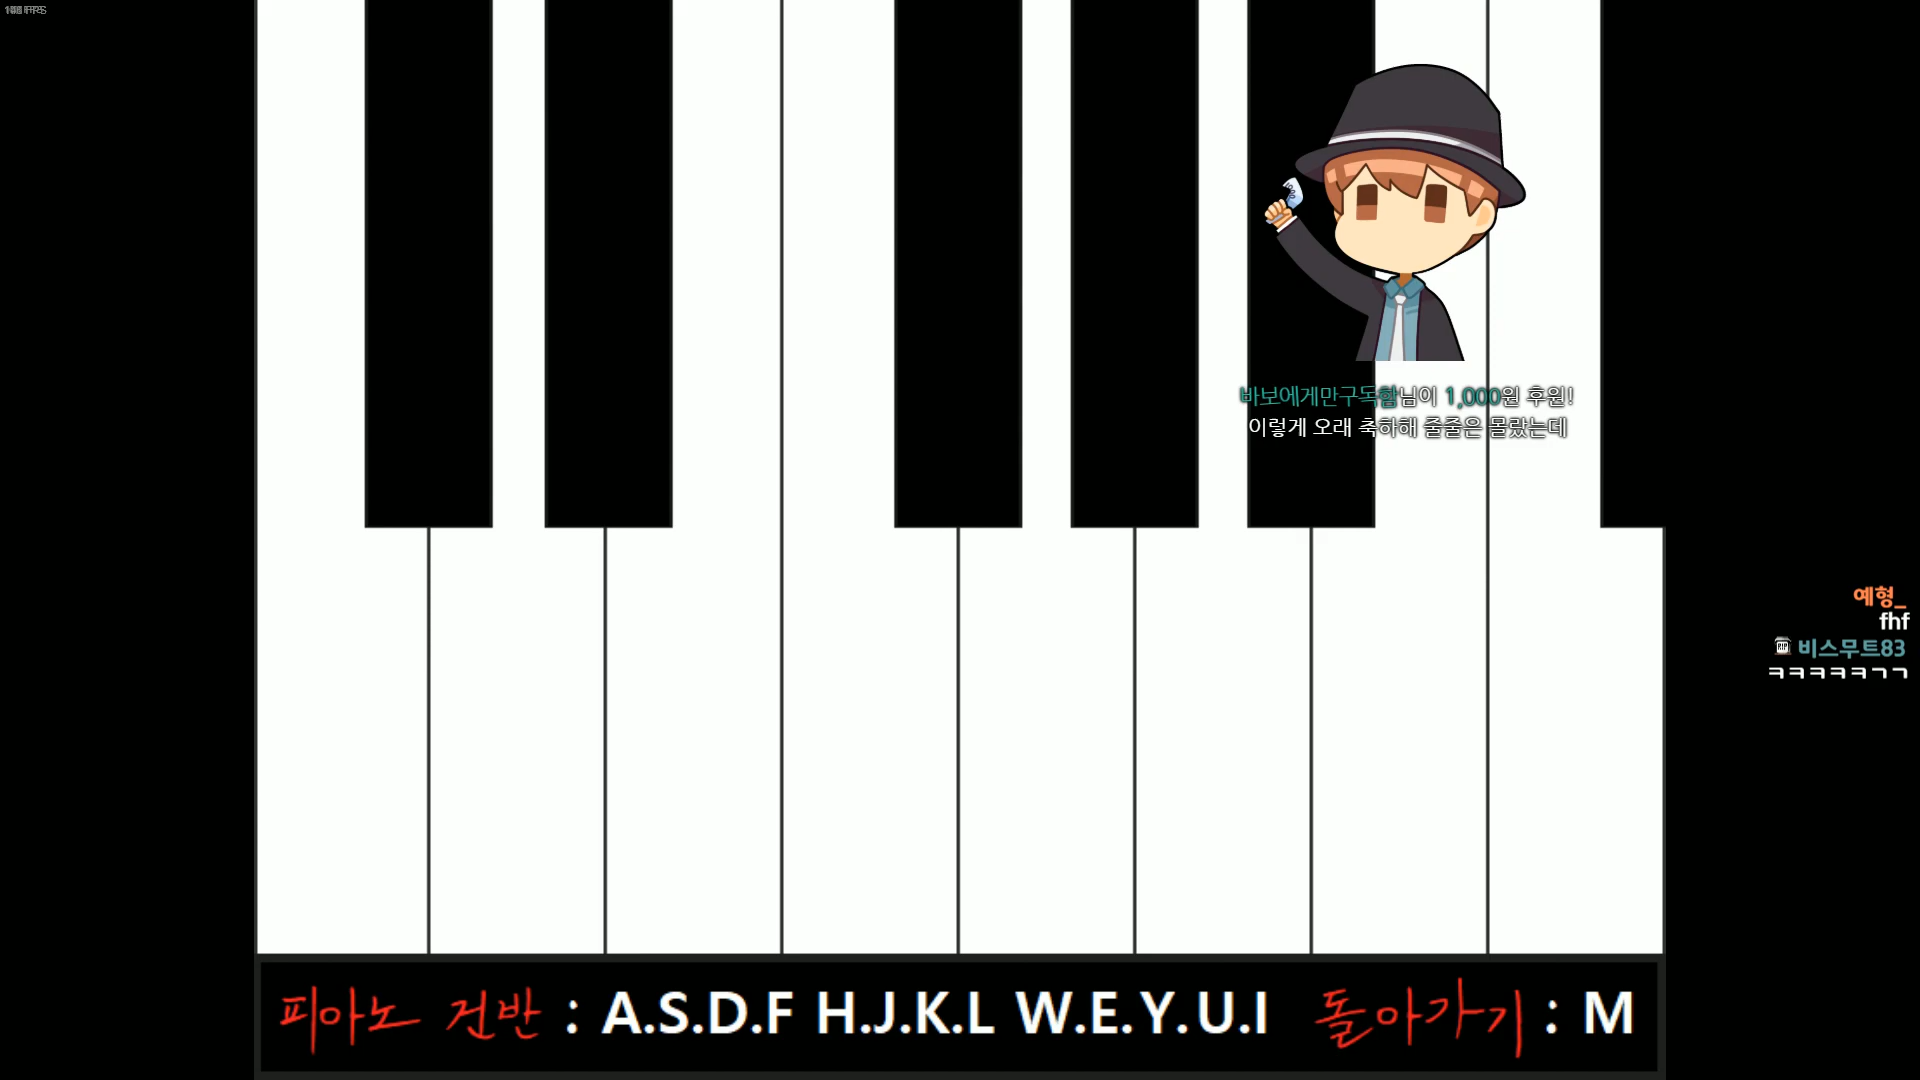 바보에게만구독함님이 1,000원 후원!
이렇게 오래 축하해 줄줄은 몰랐는데
예형_
fhf
비스무트83
ㅋㅋㅋㅋㅋㄱㄱ
피아노 건반 : A.S.D.F H.J.K.L W.E.Y.U.I 돌아가기 : M